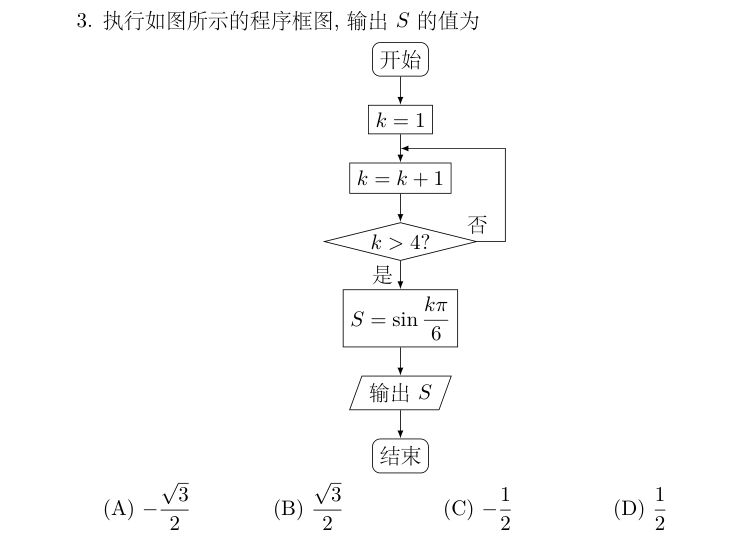 3. 执行如图所示的程序框图, 输出 S 的值为
开始
k = 1
k = k + 1
k > 4?
否
是
S = sin kπ/6
输出 S
结束
(A) −√3/2 (B) √3/2 (C) −1/2 (D) 1/2